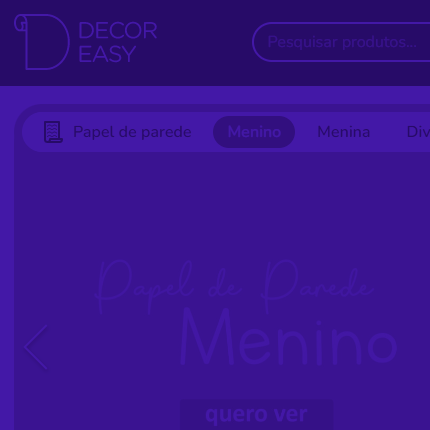 DECOR
EASY
Pesquisar produtos...
Papel de parede Menino Menina Div
Papel de Parede
Menino
quero ver